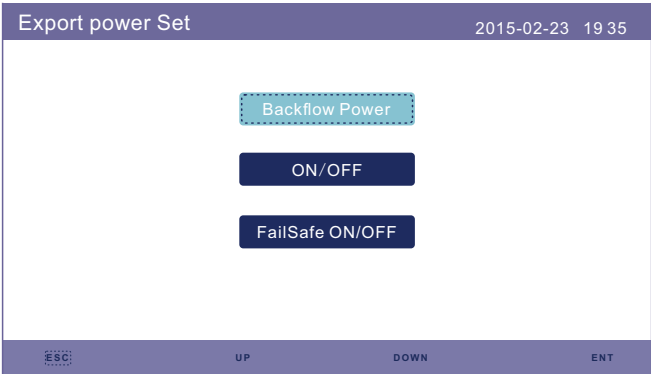 Export power Set
2015-02-23 19 35
Backflow Power
ON/OFF
FailSafe ON/OFF
ESC UP DOWN ENT